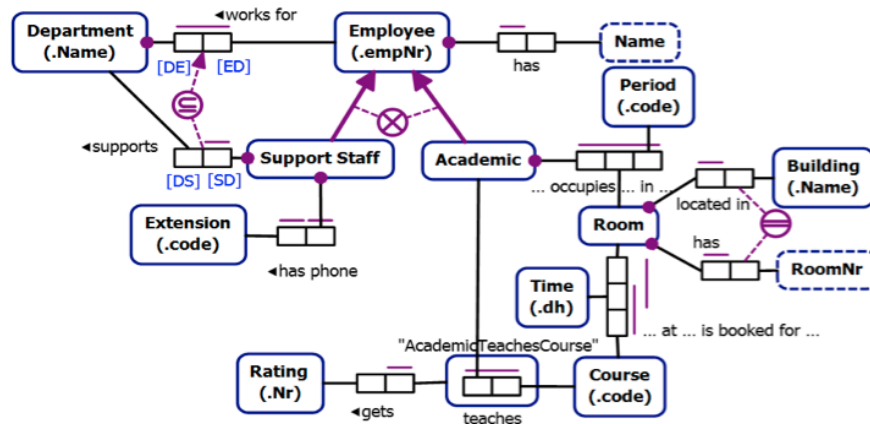 ◄works for
Department
(.Name)
Employee
(.empNr)
Name
[DE]
[ED]
has
Period
(.code)
◄supports
Support Staff
Academic
Building
(.Name)
[DS]
[SD]
... occupies ... in ...
located in
Extension
(.code)
Room
has
RoomNr
◄has phone
Time
(.dh)
... at ... is booked for ...
"AcademicTeachesCourse"
Rating
(.Nr)
Course
(.code)
◄gets
teaches